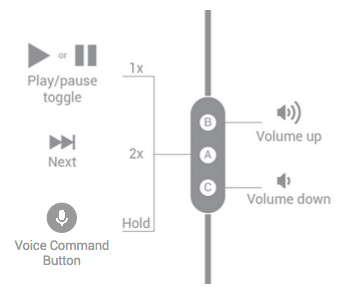 or
1x
Play/pause
toggle
B
Volume up
2x
A
Next
C
Volume down
Hold
Voice Command
Button